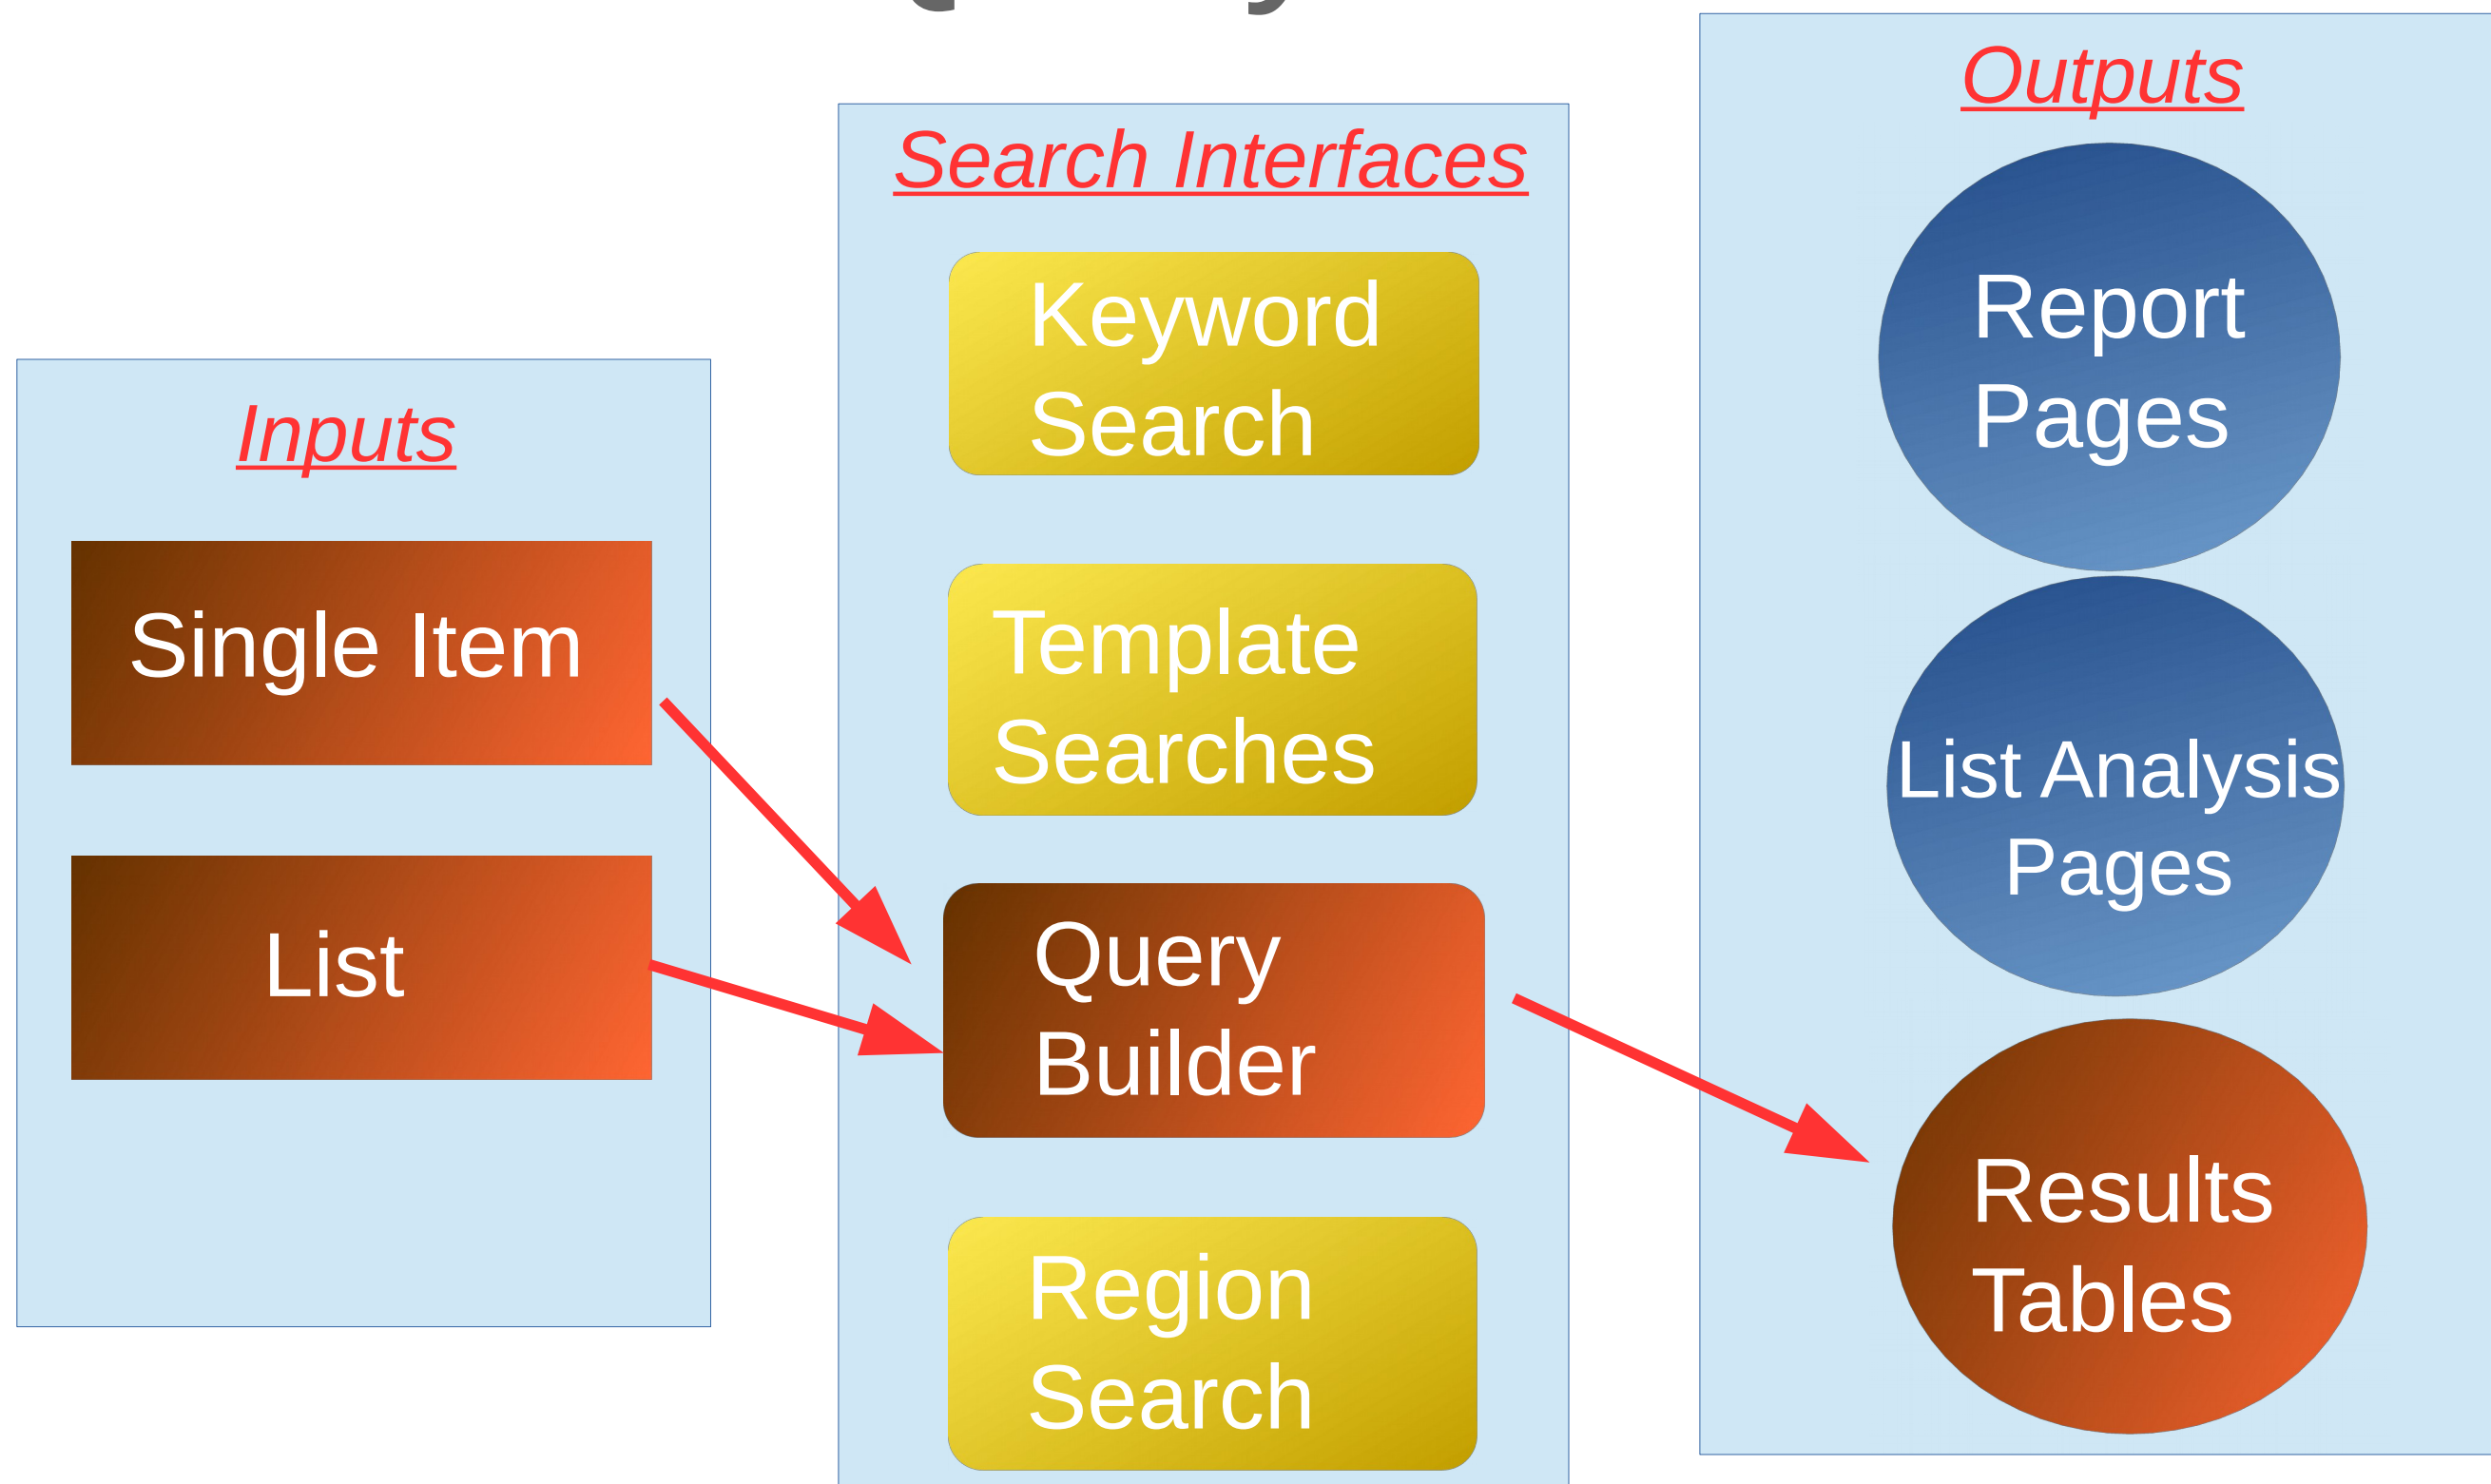 Inputs
Single Item
List
Search Interfaces
Keyword
Search
Template
Searches
Query
Builder
Region
Search
Outputs
Report
Pages
List Analysis
Pages
Results
Tables